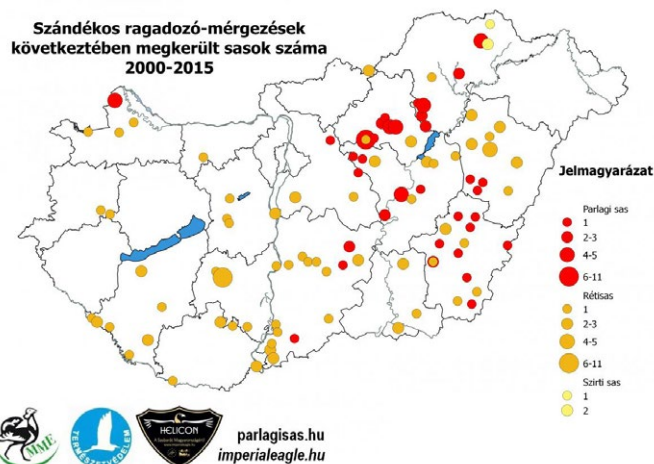 Szándékos ragadozó-mérgezések
következtében megkerült sasok száma
2000-2015
Jelmagyarázat
Parlagi sas
1
2-3
4-5
6-11
Rétisas
1
2-3
4-5
6-11
Szirti sas
1
2
MME
TERMÉSZETVÉDELEM
HELICON
parlagisas.hu
imperialeagle.hu